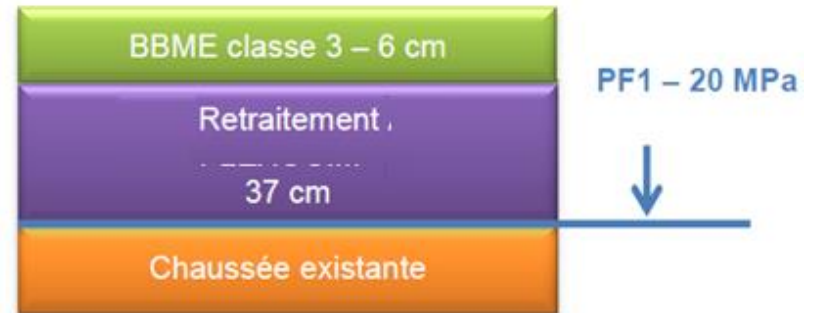 BBME classe 3 – 6 cm
PF1 – 20 MPa
Retraitement
37 cm
Chaussée existante